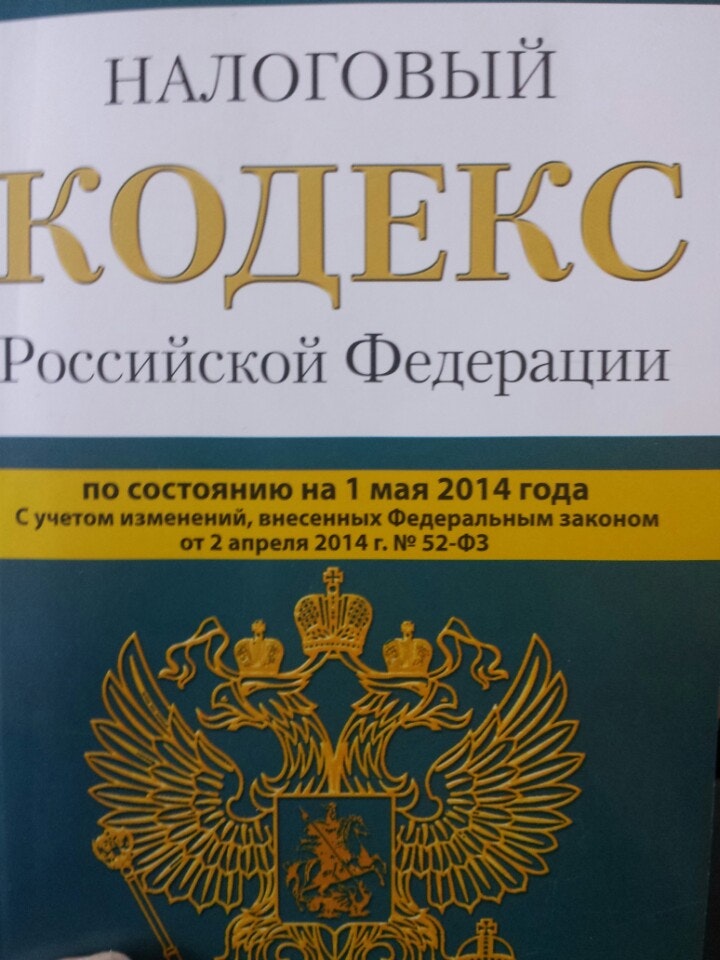 НАЛОГОВЫЙ
КОДЕКС
Российской Федерации
по состоянию на 1 мая 2014 года
С учетом изменений, внесенных Федеральным законом
от 2 апреля 2014 г. № 52-ФЗ